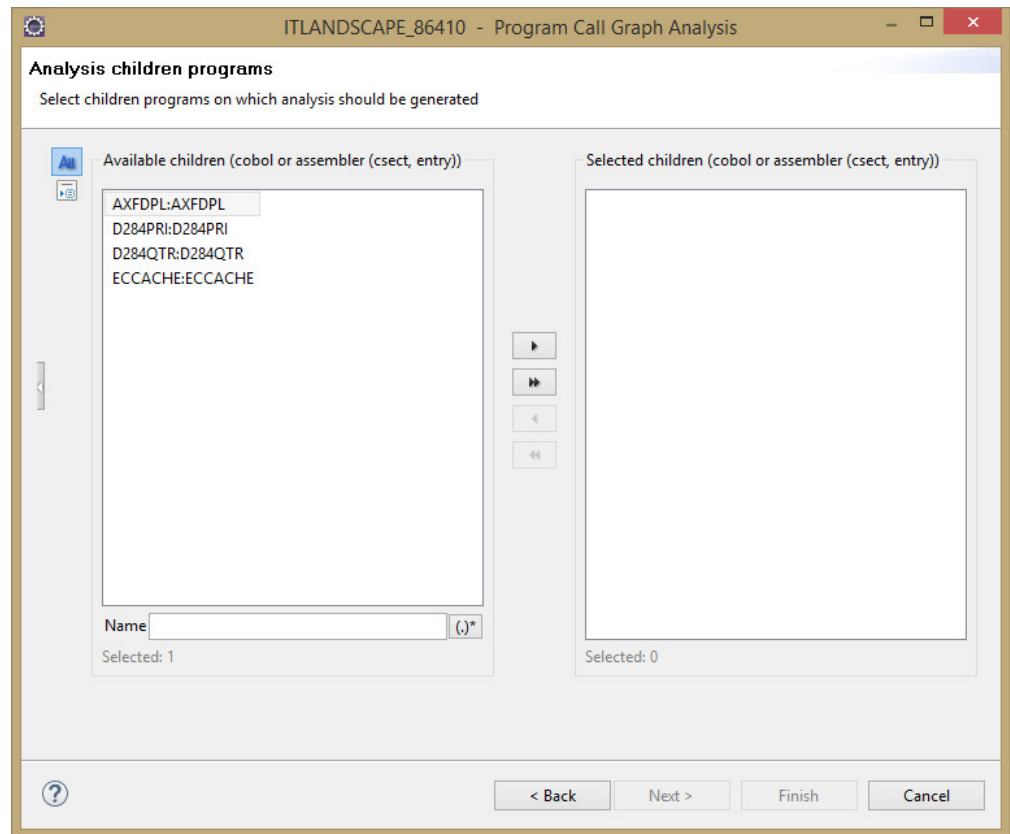 ITLANDSCAPE_86410 - Program Call Graph Analysis
Analysis children programs
Select children programs on which analysis should be generated
All
Available children (cobol or assembler (csect, entry))
AXFDPL:AXFDPL
D284PRI:D284PRI
D284QTR:D284QTR
ECCACHE:ECCACHE
Name
(.)*
Selected: 1
Selected children (cobol or assembler (csect, entry))
Selected: 0
?
< Back
Next >
Finish
Cancel